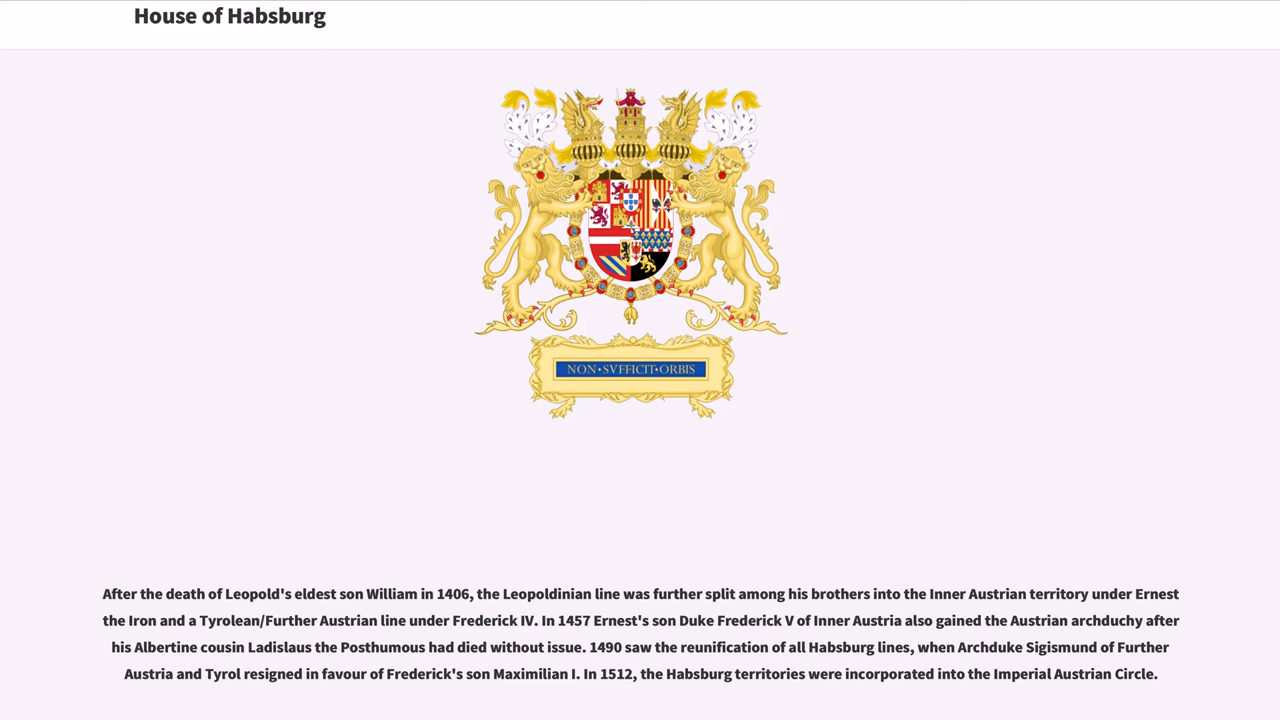 House of Habsburg
NON•SVFFICIT•ORBIS
After the death of Leopold's eldest son William in 1406, the Leopoldinian line was further split among his brothers into the Inner Austrian territory under Ernest
the Iron and a Tyrolean/Further Austrian line under Frederick IV. In 1457 Ernest's son Duke Frederick V of Inner Austria also gained the Austrian archduchy after
his Albertine cousin Ladislaus the Posthumous had died without issue. 1490 saw the reunification of all Habsburg lines, when Archduke Sigismund of Further
Austria and Tyrol resigned in favour of Frederick's son Maximilian I. In 1512, the Habsburg territories were incorporated into the Imperial Austrian Circle.